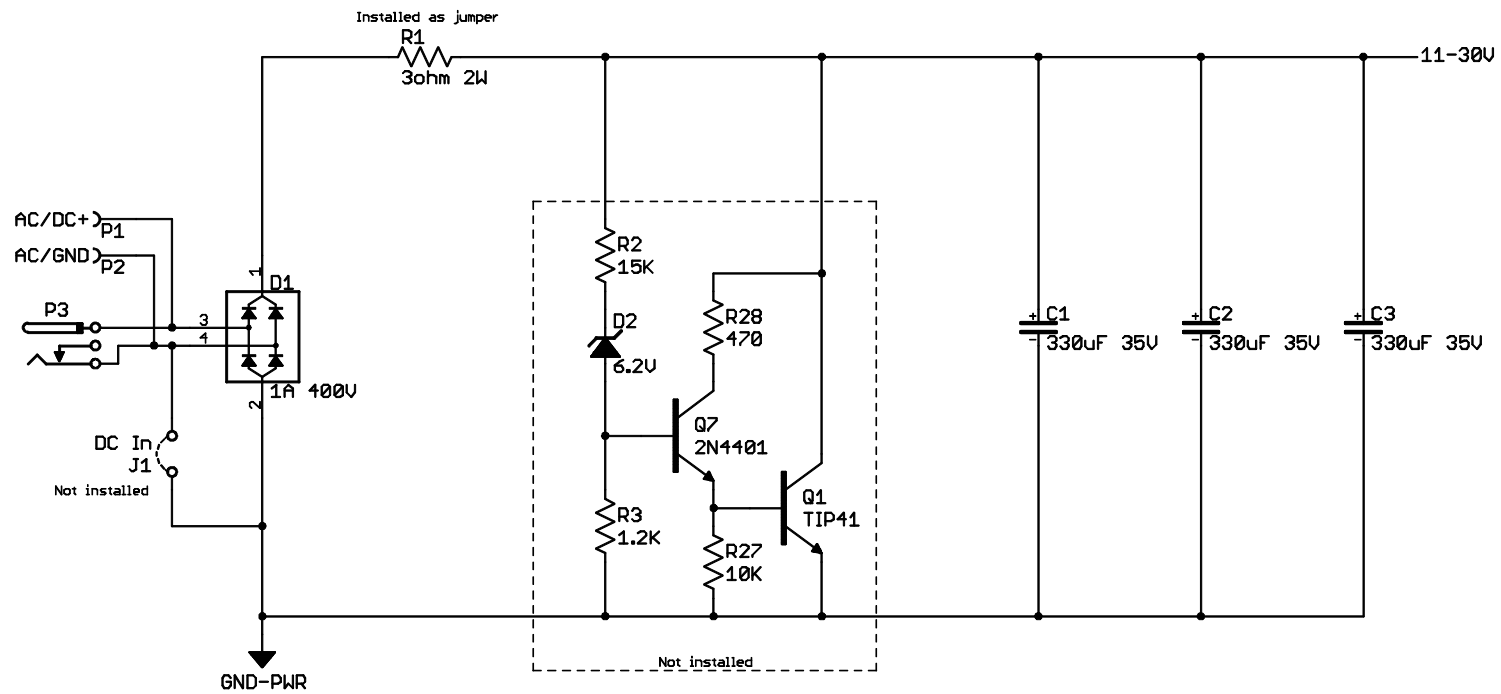 Installed as jumper
R1
3ohm 2W
11-30V
AC/DC+
P1
AC/GND
P2
P3
1
D1
3
4
1A 400V
2
DC In
J1
Not installed
R2
15K
D2
6.2V
R28
470
Q7
2N4401
Q1
TIP41
R3
1.2K
R27
10K
Not installed
+ C1
- 330uF 35V
+ C2
- 330uF 35V
+ C3
- 330uF 35V
GND-PWR